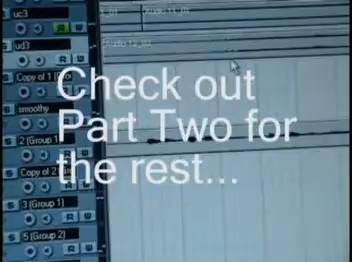 uc3
ud3
Copy of 1
Check out
smoothy
Part Two for
2 (Group 1)
the rest...
Copy of 2
3 (Group 1)
5 (Group 2)